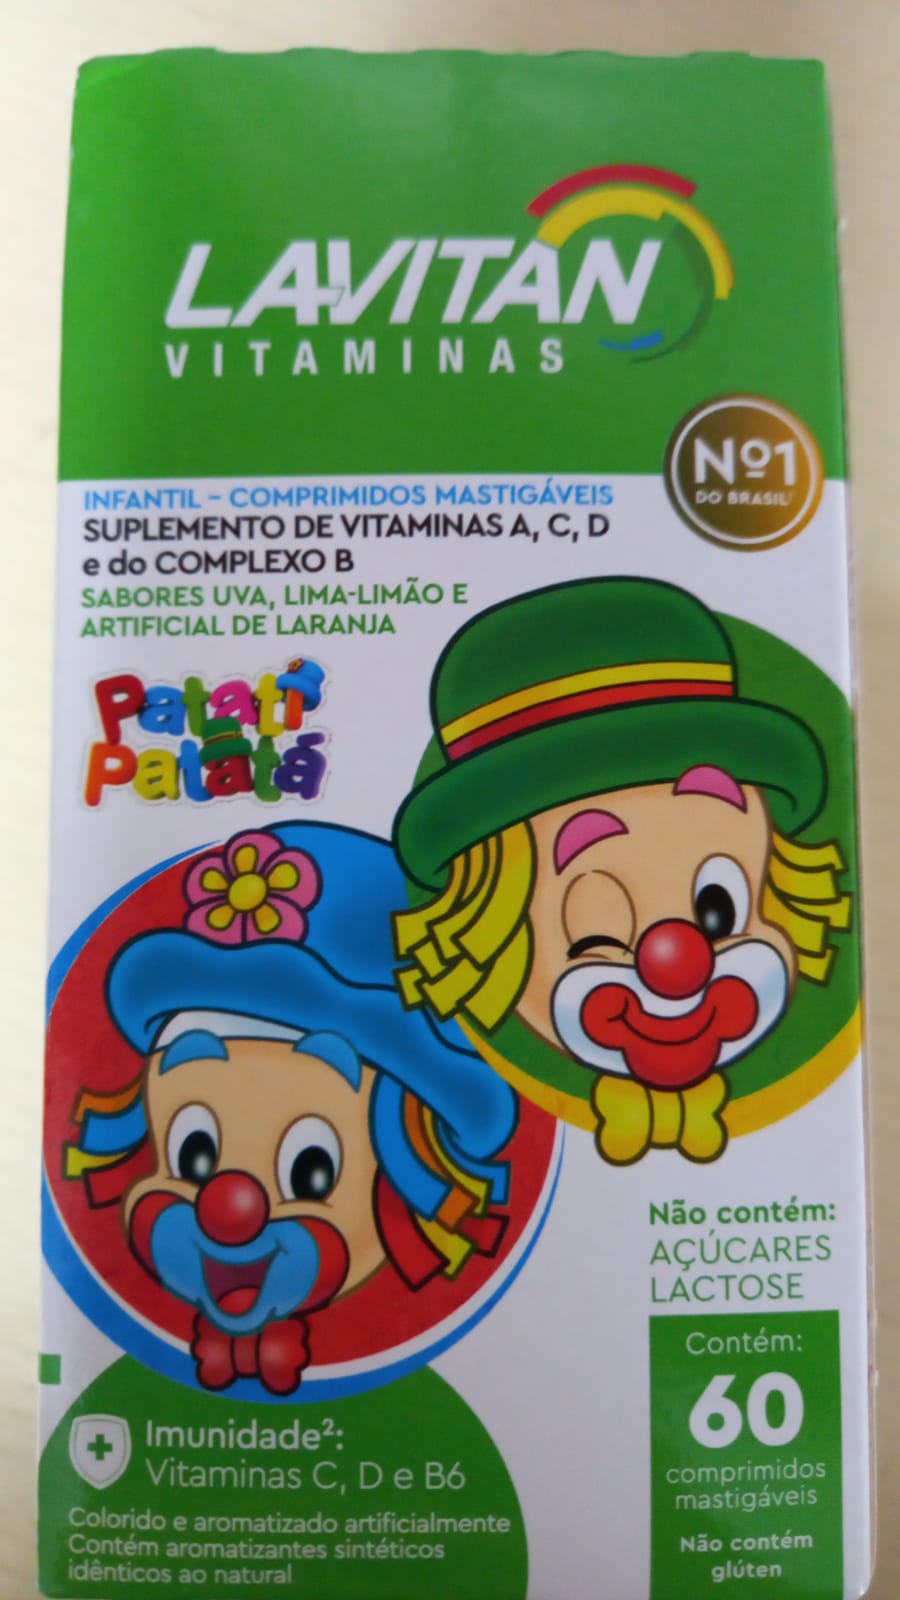 LAVITAN
VITAMINAS
Nº1
DO BRASIL¹
INFANTIL – COMPRIMIDOS MASTIGÁVEIS
SUPLEMENTO DE VITAMINAS A, C, D
e do COMPLEXO B
SABORES UVA, LIMA-LIMÃO E
ARTIFICIAL DE LARANJA
Patati
Patatá
Não contém:
AÇÚCARES
LACTOSE
Contém:
60
comprimidos
mastigáveis
Não contém
glúten
Imunidade²:
Vitaminas C, D e B6
Colorido e aromatizado artificialmente
Contém aromatizantes sintéticos
idênticos ao natural